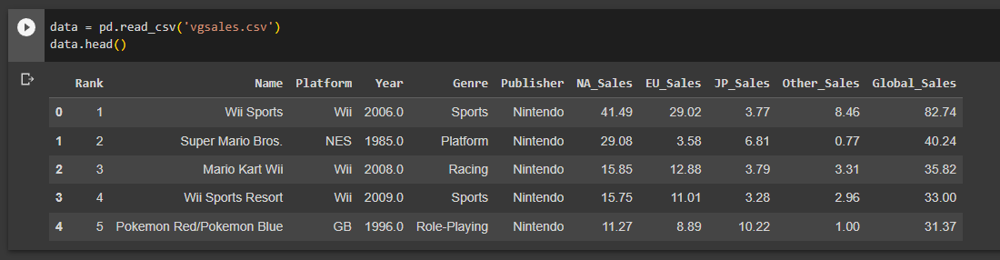 data = pd.read_csv('vgsales.csv')
data.head()
Rank Name Platform Year Genre Publisher NA_Sales EU_Sales JP_Sales Other_Sales Global_Sales
0 1 Wii Sports Wii 2006.0 Sports Nintendo 41.49 29.02 3.77 8.46 82.74
1 2 Super Mario Bros. NES 1985.0 Platform Nintendo 29.08 3.58 6.81 0.77 40.24
2 3 Mario Kart Wii Wii 2008.0 Racing Nintendo 15.85 12.88 3.79 3.31 35.82
3 4 Wii Sports Resort Wii 2009.0 Sports Nintendo 15.75 11.01 3.28 2.96 33.00
4 5 Pokemon Red/Pokemon Blue GB 1996.0 Role-Playing Nintendo 11.27 8.89 10.22 1.00 31.37